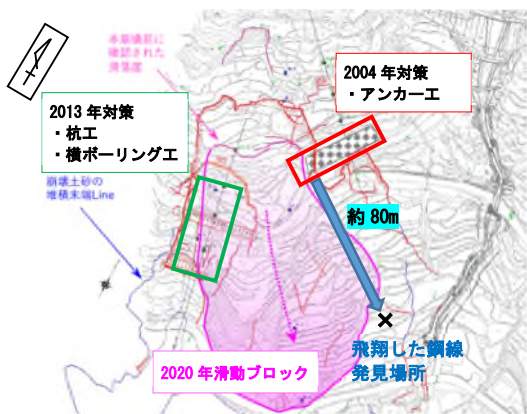 本崩壊前に
確認された
滑落崖
2004 年対策
・アンカー工
2013 年対策
・杭工
・横ボーリング工
崩壊土砂の
堆積末端Line
約 80m
飛翔した鋼線
発見場所
2020 年滑動ブロック